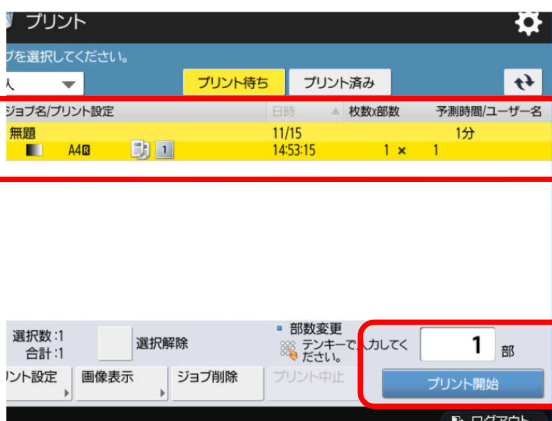 プリント
ブを選択してください。
人 プリント待ち プリント済み
ジョブ名/プリント設定 日時 枚数x部数 予測時間/ユーザー名
無題 11/15 1分
A4R 1 14:53:15 1 × 1
選択数:1 選択解除 部数変更
合計:1 テンキーで入力してください。 1 部
リント設定 画像表示 ジョブ削除 プリント中止 プリント開始
ログアウト